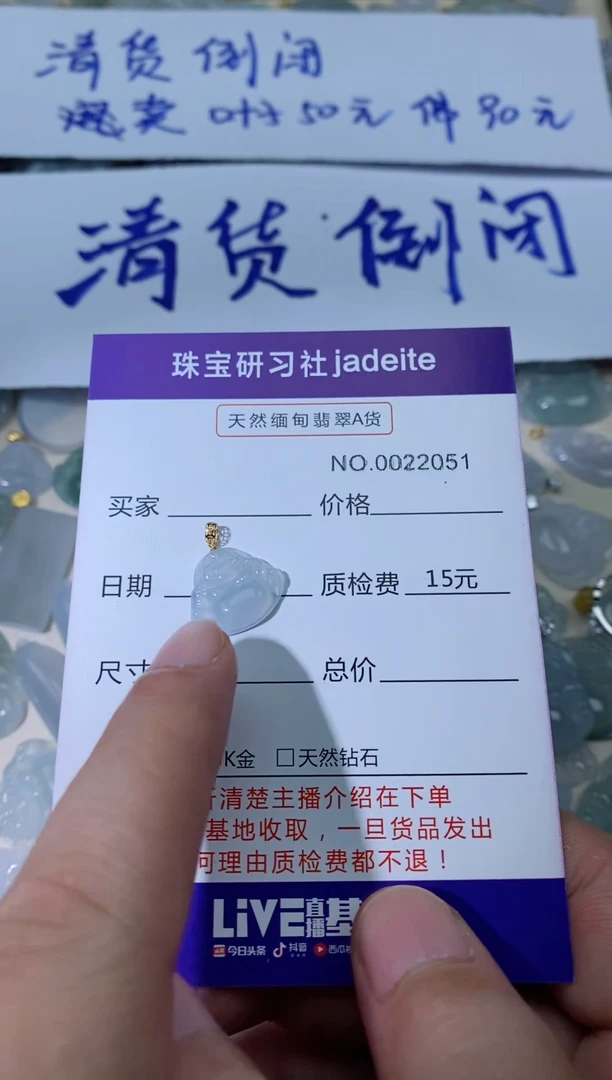 清货倒闭
叶子50元 件90元
清货倒闭
珠宝研习社jadeite
天然缅甸翡翠A货
NO.0022051
买家 价格
日期 质检费 15元
尺寸 总价
K金 □天然钻石
清楚主播介绍在下单
基地收取，一旦货品发出
何理由质检费都不退！
LIVE直播基
今日头条 抖音 西瓜